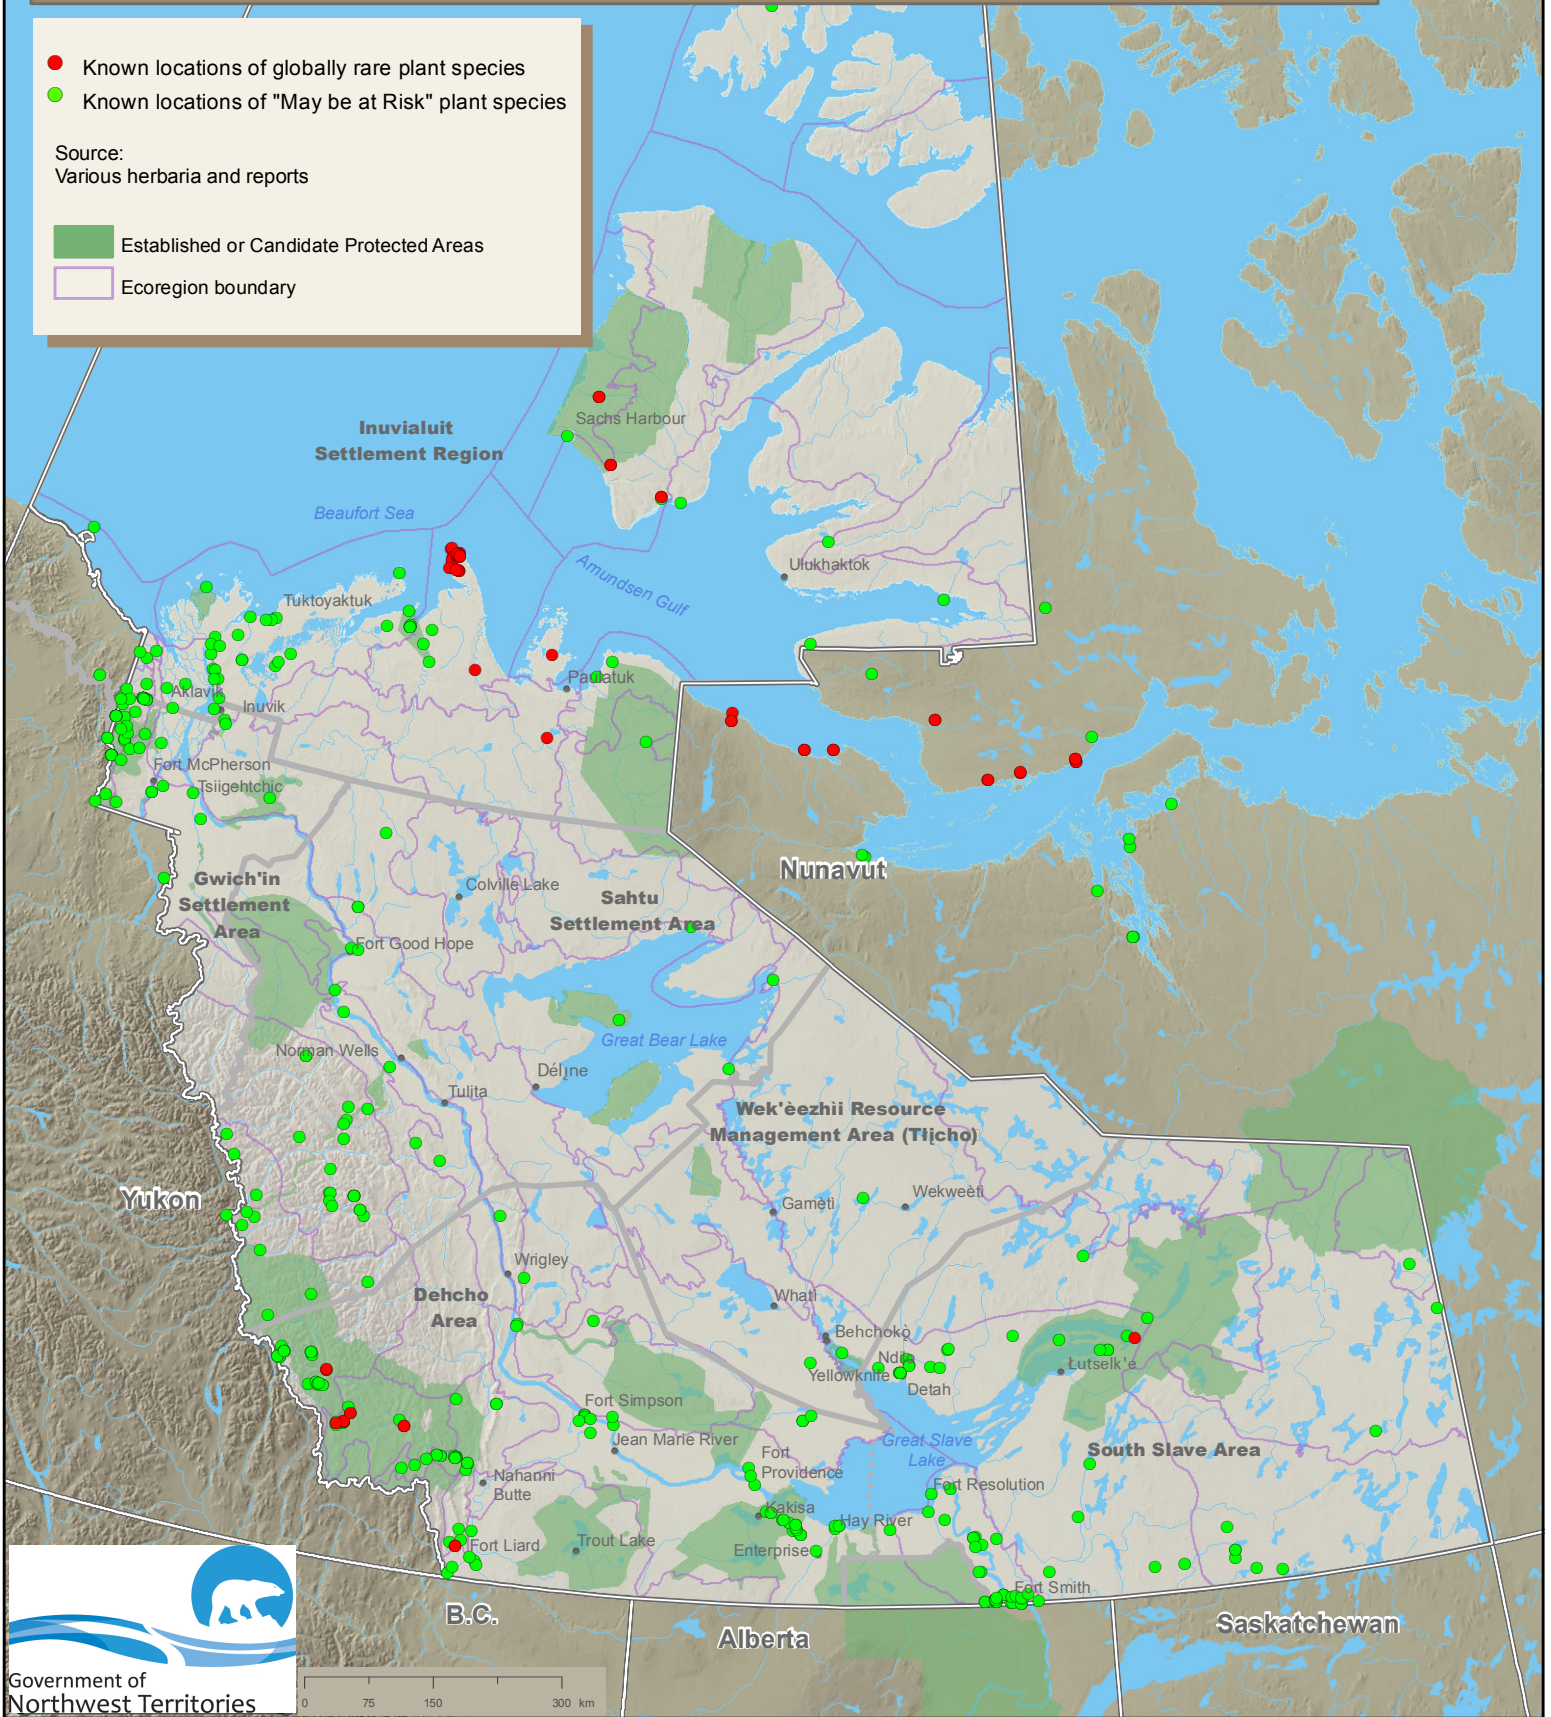 Known locations of globally rare plant species
Known locations of "May be at Risk" plant species
Source:
Various herbaria and reports
Established or Candidate Protected Areas
Ecoregion boundary
Sachs Harbour
Inuvialuit
Settlement Region
Beaufort Sea
Amundsen Gulf
Ulukhaktok
Tuktoyaktuk
Paulatuk
Aklavik
Inuvik
Fort McPherson
Tsiigehtchic
Nunavut
Gwich'in
Settlement
Area
Colville Lake
Sahtu
Settlement Area
Fort Good Hope
Great Bear Lake
Norman Wells
Délįne
Tulita
Wek'èezhìi Resource
Management Area (Tłįcho)
Yukon
Gamètì
Wekweètì
Wrigley
Dehcho
Area
Whatì
Behchokò
Ndilo
Yellowknife
Detah
Łutselk'e
Fort Simpson
Jean Marie River
Great Slave
Lake
South Slave Area
Fort
Providence
Nahanni
Butte
Fort Resolution
Kakisa
Hay River
Fort Liard
Trout Lake
Enterprise
Fort Smith
B.C.
Alberta
Saskatchewan
Government of
Northwest Territories
0 75 150 300 km